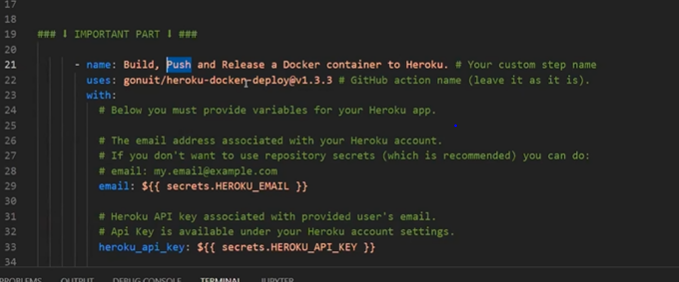 17
18
19 ### ⬇ IMPORTANT PART ⬇ ###
20
21 - name: Build, Push and Release a Docker container to Heroku. # Your custom step name
22 uses: gonuit/heroku-docker-deploy@v1.3.3 # GitHub action name (leave it as it is).
23 with:
24 # Below you must provide variables for your Heroku app.
25
26 # The email address associated with your Heroku account.
27 # If you don't want to use repository secrets (which is recommended) you can do:
28 # email: my.email@example.com
29 email: ${{ secrets.HEROKU_EMAIL }}
30
31 # Heroku API key associated with provided user's email.
32 # Api Key is available under your Heroku account settings.
33 heroku_api_key: ${{ secrets.HEROKU_API_KEY }}
34
PROBLEMS OUTPUT DEBUG CONSOLE TERMINAL JUPYTER